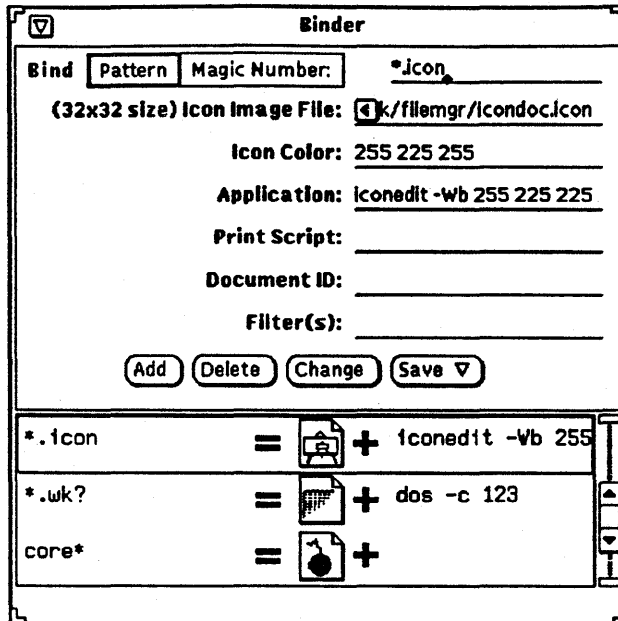 Binder
Bind Pattern Magic Number: *.icon
(32x32 size) Icon Image File: k/filemgr/icondoc.icon
Icon Color: 255 225 255
Application: iconedit -Wb 255 225 225
Print Script:
Document ID:
Filter(s):
Add Delete Change Save
*.icon = + iconedit -Wb 255
*.wk? = + dos -c 123
core* = +